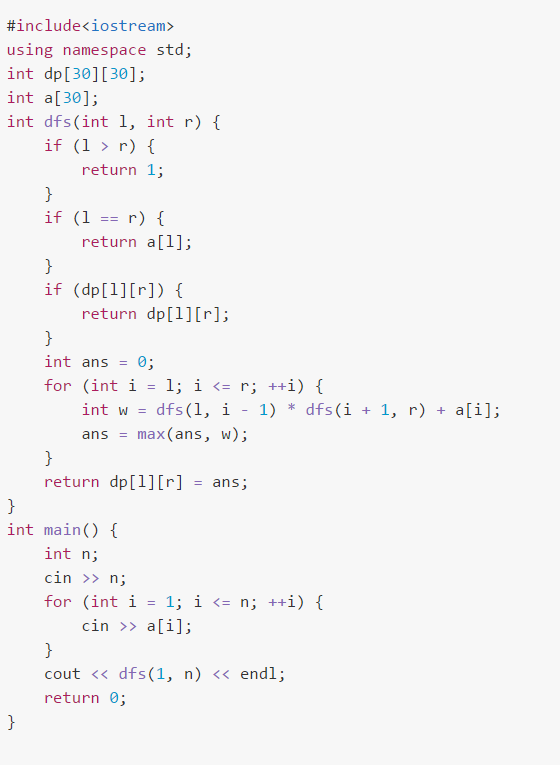 #include<iostream>
using namespace std;
int dp[30][30];
int a[30];
int dfs(int l, int r) {
    if (l > r) {
        return 1;
    }
    if (l == r) {
        return a[l];
    }
    if (dp[l][r]) {
        return dp[l][r];
    }
    int ans = 0;
    for (int i = l; i <= r; ++i) {
        int w = dfs(l, i - 1) * dfs(i + 1, r) + a[i];
        ans = max(ans, w);
    }
    return dp[l][r] = ans;
}
int main() {
    int n;
    cin >> n;
    for (int i = 1; i <= n; ++i) {
        cin >> a[i];
    }
    cout << dfs(1, n) << endl;
    return 0;
}